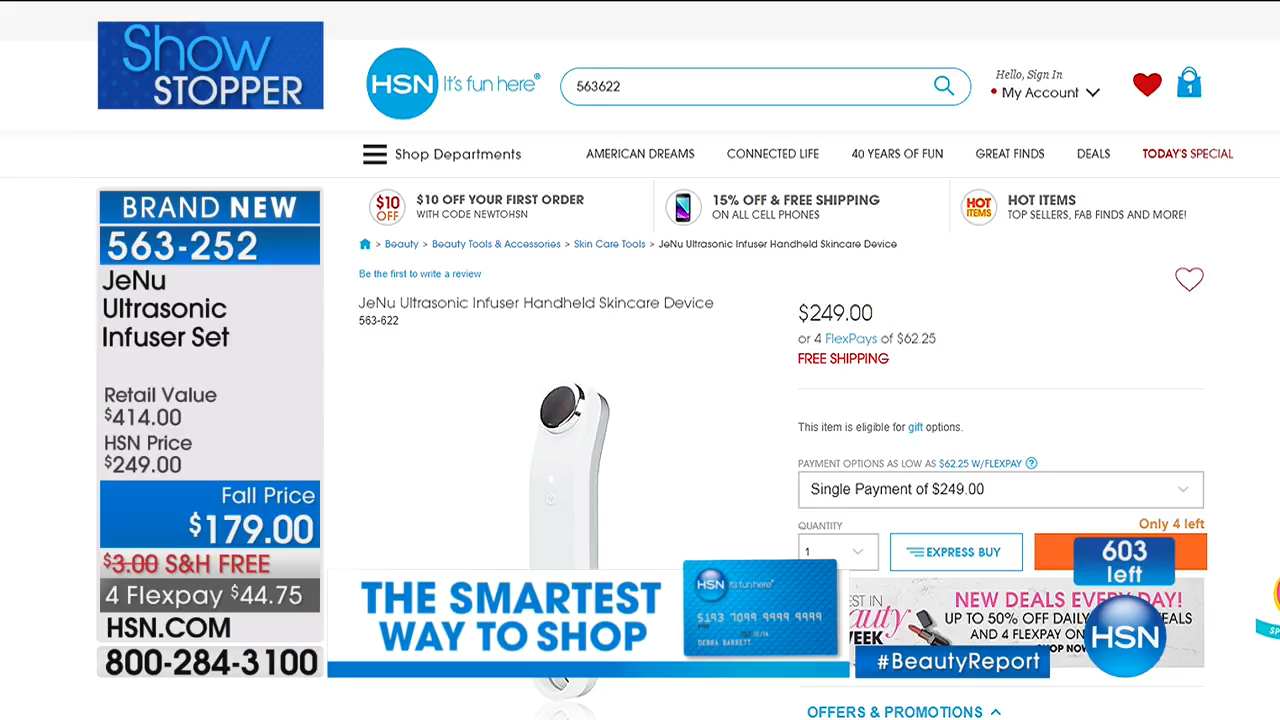 Show
STOPPER
HSN It's fun here®
563622
Hello, Sign In
My Account
1
Shop Departments
AMERICAN DREAMS
CONNECTED LIFE
40 YEARS OF FUN
GREAT FINDS
DEALS
TODAY'S SPECIAL
$10 OFF
$10 OFF YOUR FIRST ORDER
WITH CODE NEWTOHSN
15% OFF & FREE SHIPPING
ON ALL CELL PHONES
HOT ITEMS
HOT ITEMS
TOP SELLERS, FAB FINDS AND MORE!
> Beauty > Beauty Tools & Accessories > Skin Care Tools > JeNu Ultrasonic Infuser Handheld Skincare Device
Be the first to write a review
JeNu Ultrasonic Infuser Handheld Skincare Device
563-622
$249.00
or 4 FlexPays of $62.25
FREE SHIPPING
This item is eligible for gift options.
PAYMENT OPTIONS AS LOW AS $62.25 W/FLEXPAY ?
Single Payment of $249.00
QUANTITY
Only 4 left
1
EXPRESS BUY
BRAND NEW
563-252
JeNu
Ultrasonic
Infuser Set
Retail Value
$414.00
HSN Price
$249.00
Fall Price
$179.00
$3.00 S&H FREE
4 Flexpay $44.75
HSN.COM
800-284-3100
THE SMARTEST
WAY TO SHOP
HSN It's fun here®
5193 7099 9999 9999
DEBRA BARRETT
603
left
NEW DEALS EVERY DAY!
UP TO 50% OFF DAILY
AND 4 FLEXPAY ON
HSN
#BeautyReport
OFFERS & PROMOTIONS